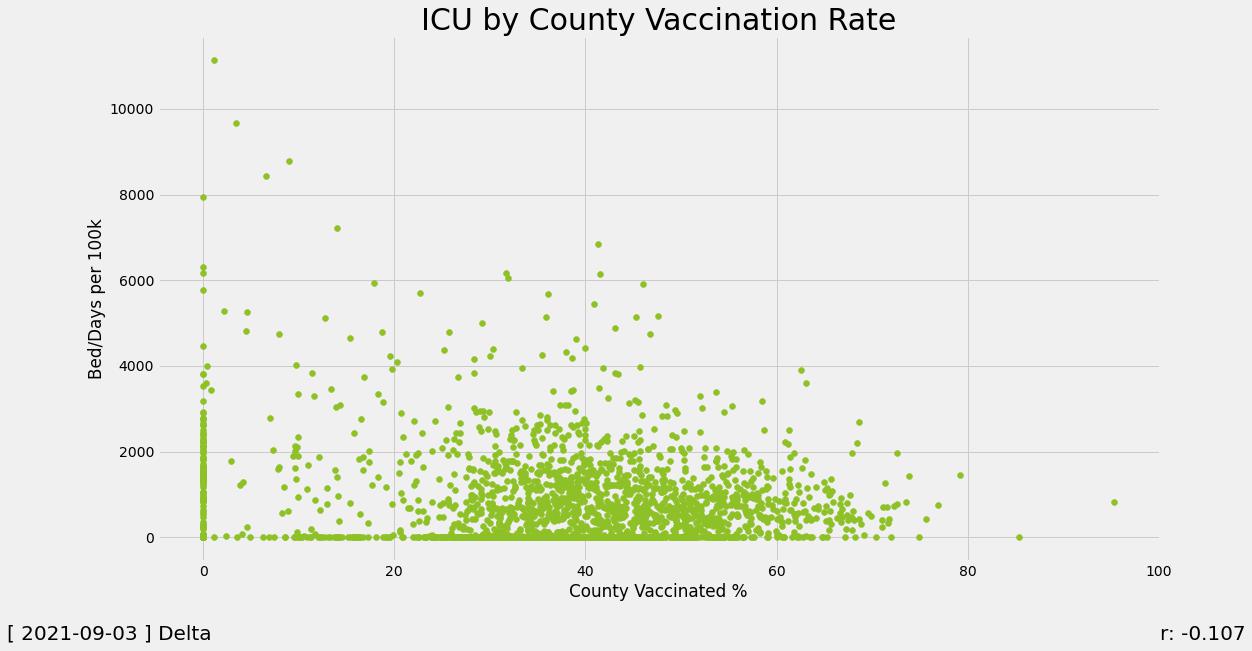 ICU by County Vaccination Rate
10000
8000
6000
4000
2000
0
Bed/Days per 100k
0 20 40 60 80 100
County Vaccinated %
[ 2021-09-03 ] Delta
r: -0.107